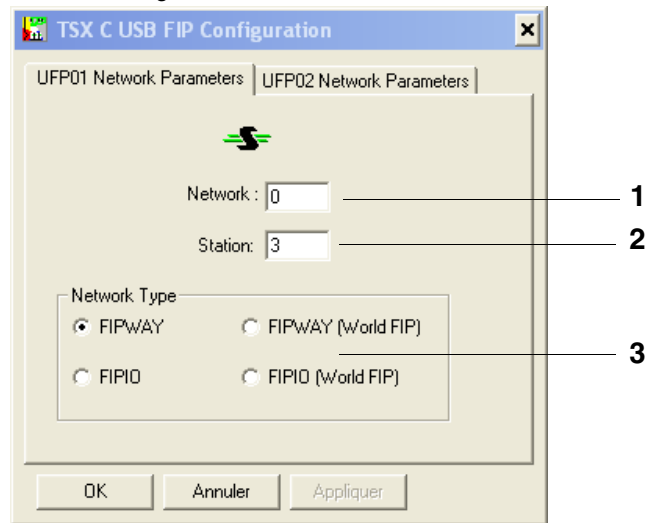 TSX C USB FIP Configuration
UFP01 Network Parameters UFP02 Network Parameters
Network : 0 1
Station: 3 2
Network Type
FIPWAY FIPWAY (World FIP)
3
FIPIO FIPIO (World FIP)
OK Annuler Appliquer